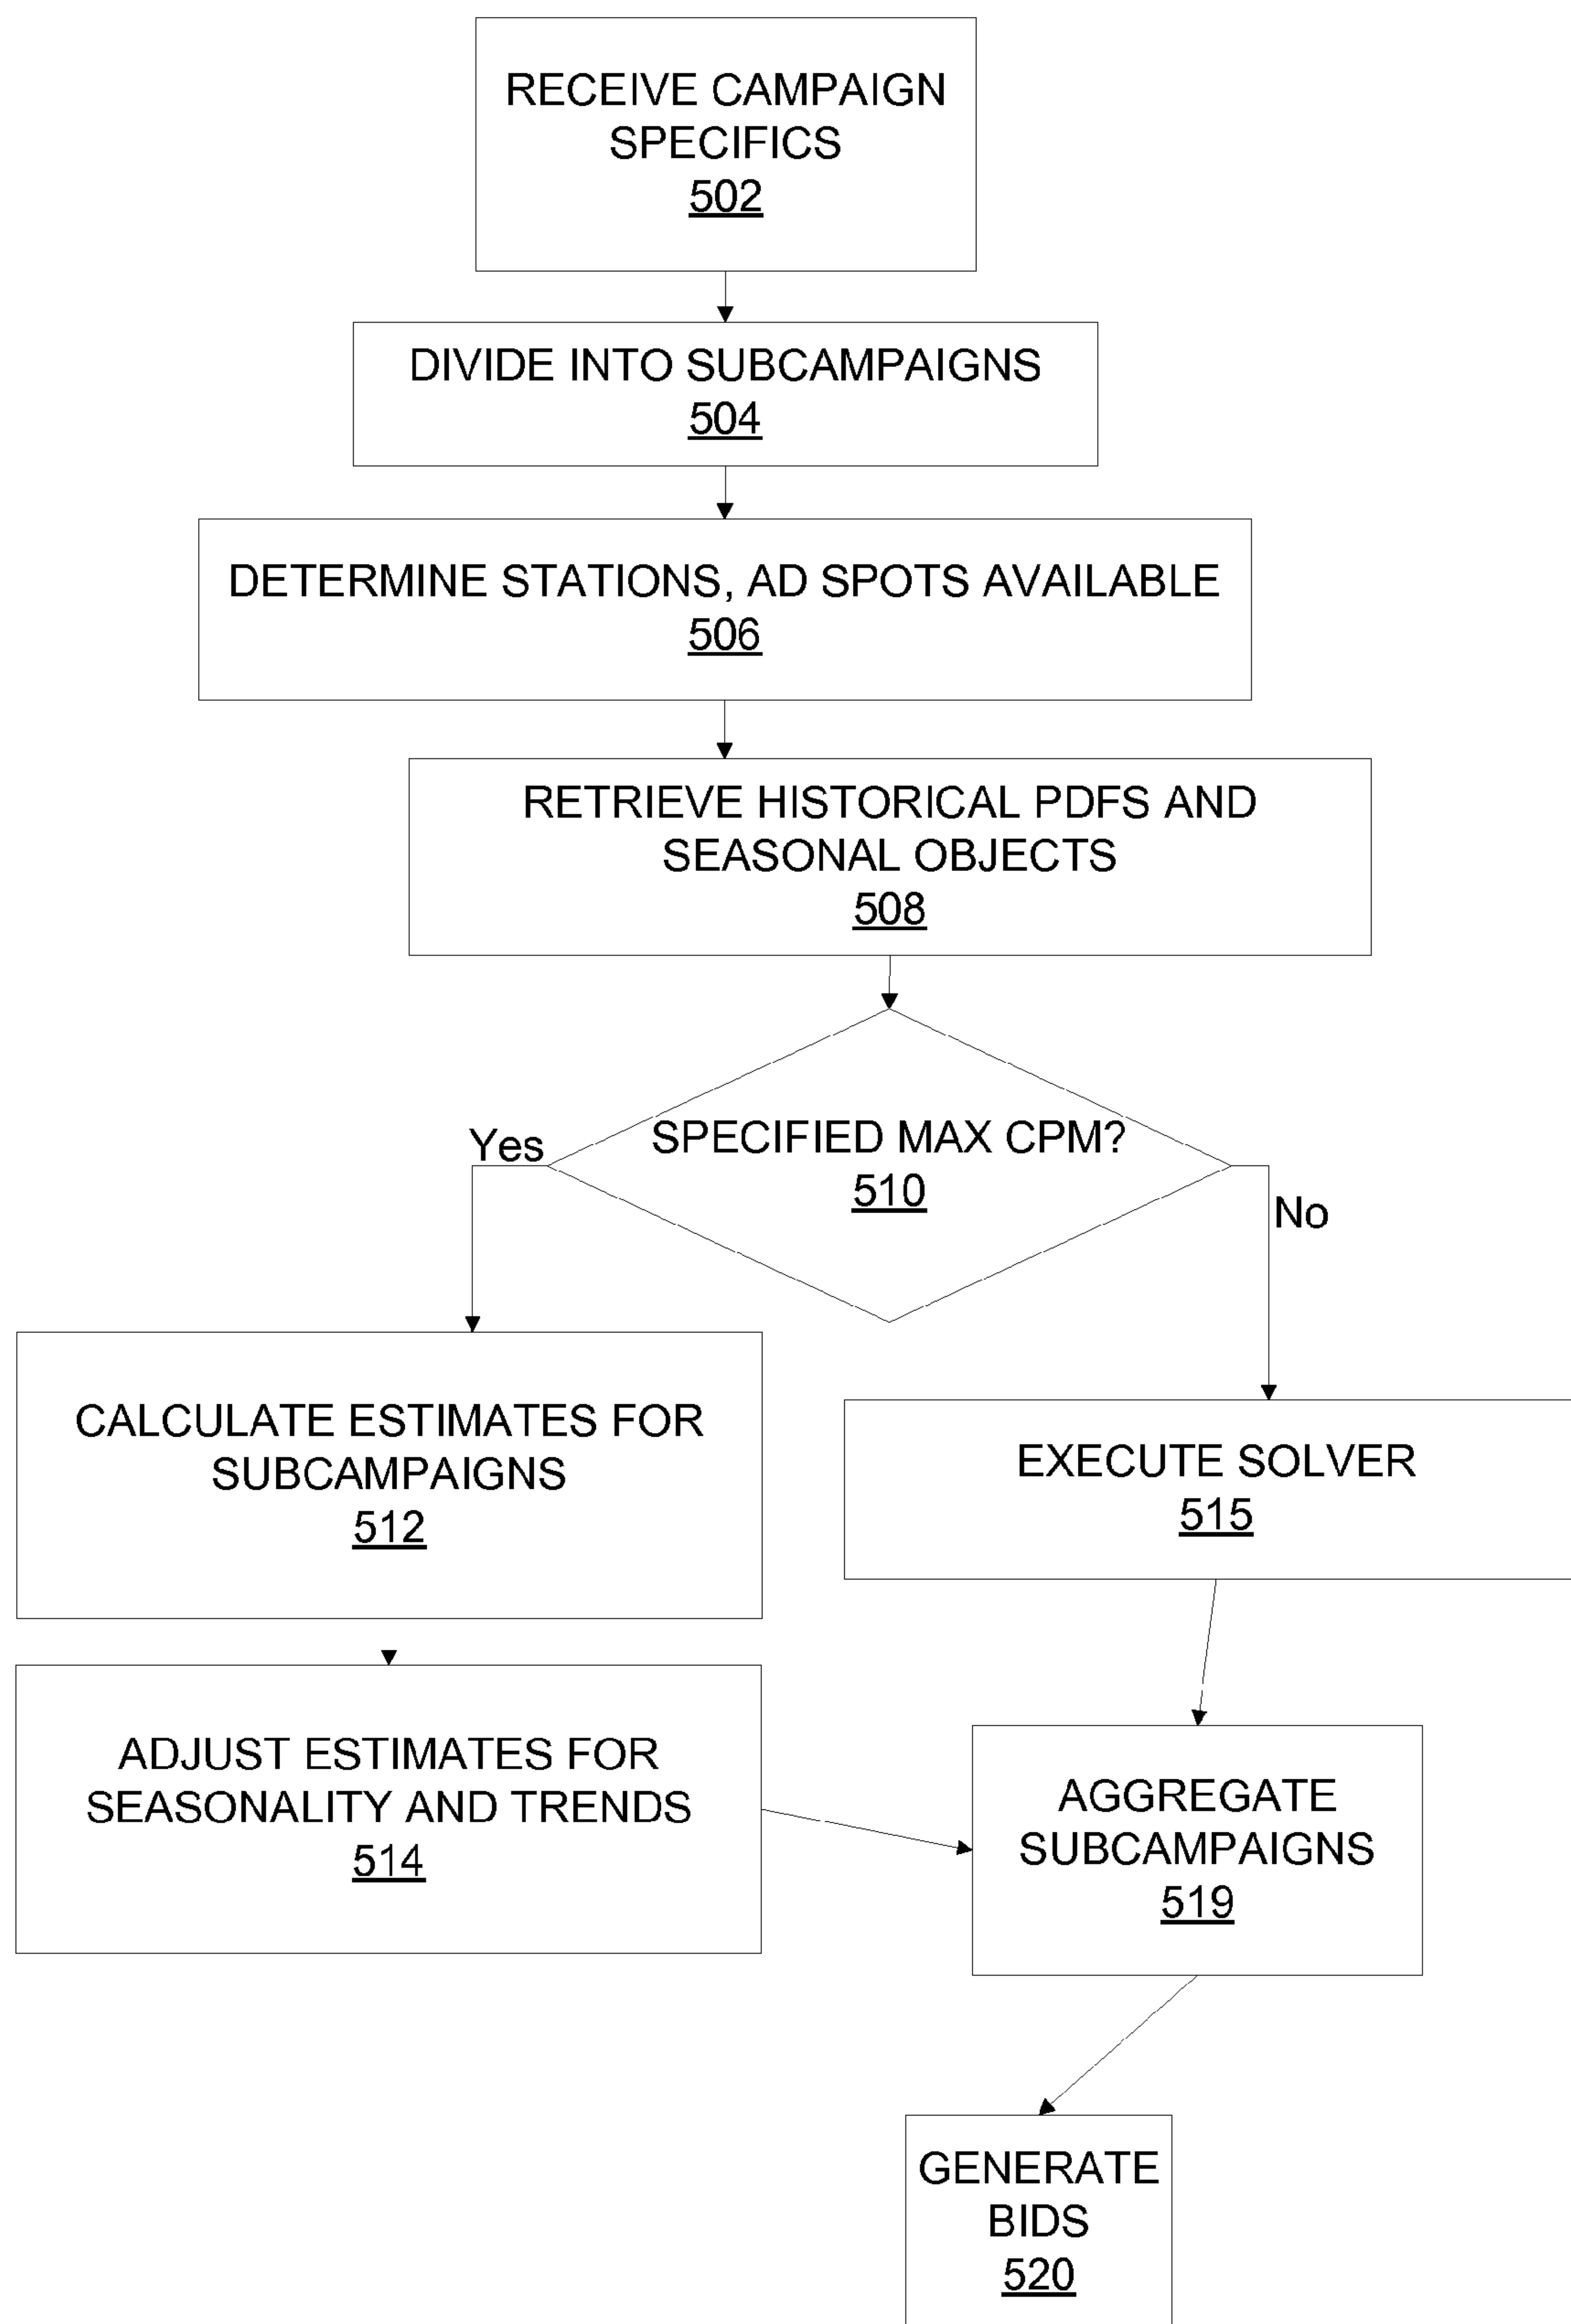 RECEIVE CAMPAIGN
SPECIFICS
502
DIVIDE INTO SUBCAMPAIGNS
504
DETERMINE STATIONS, AD SPOTS AVAILABLE
506
RETRIEVE HISTORICAL PDFS AND
SEASONAL OBJECTS
508
SPECIFIED MAX CPM?
510
Yes
No
CALCULATE ESTIMATES FOR
SUBCAMPAIGNS
512
EXECUTE SOLVER
515
ADJUST ESTIMATES FOR
SEASONALITY AND TRENDS
514
AGGREGATE
SUBCAMPAIGNS
519
GENERATE
BIDS
520